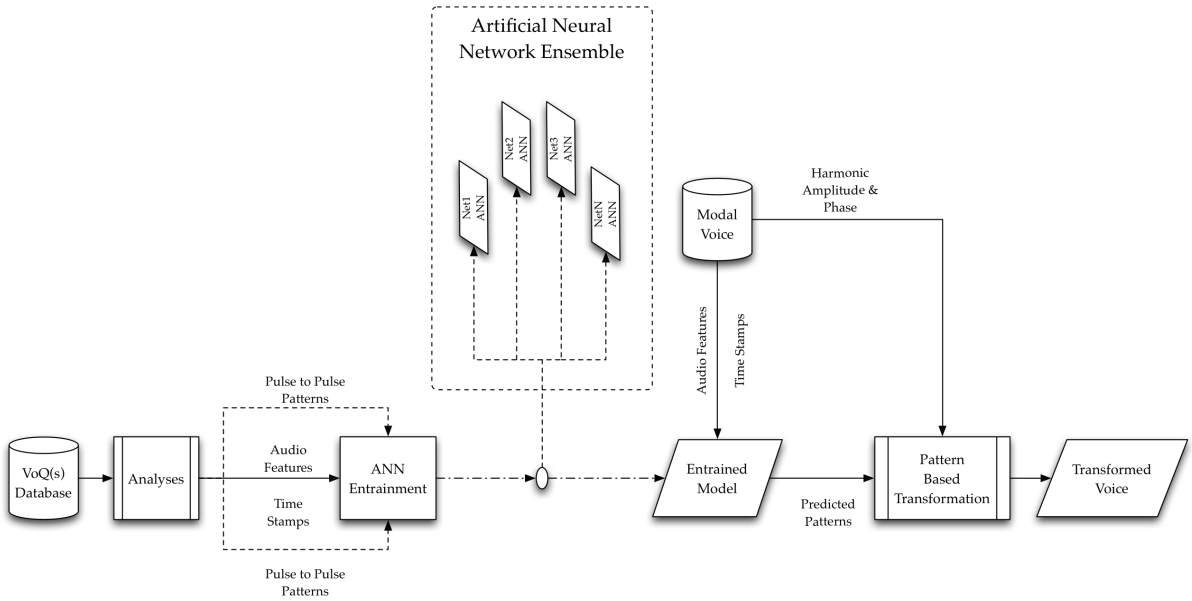 Artificial Neural
Network Ensemble
Net1
ANN
Net2
ANN
Net3
ANN
NetN
ANN
Modal
Voice
Harmonic
Amplitude &
Phase
Audio Features
Time Stamps
Pulse to Pulse
Patterns
VoQ(s)
Database
Analyses
Audio
Features
Time
Stamps
ANN
Entrainment
Pulse to Pulse
Patterns
Entrained
Model
Predicted
Patterns
Pattern
Based
Transformation
Transformed
Voice